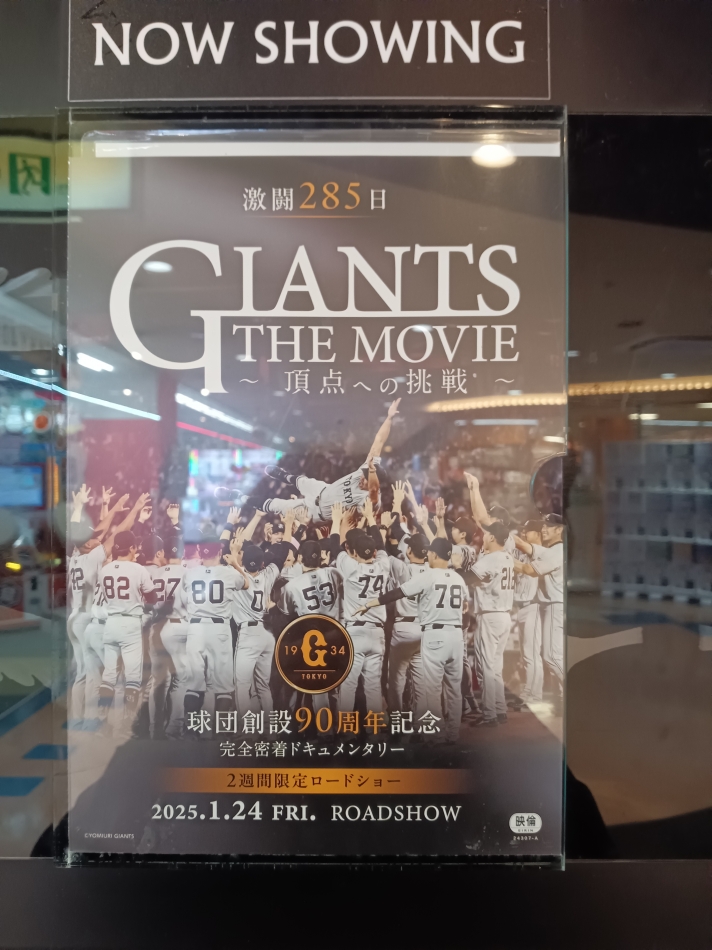 NOW SHOWING
激闘285日
GIANTS
THE MOVIE
～ 頂点への挑戦 ～
TOKYO
82
27
80
0
53
74
78
19 G 34
TOKYO
球団創設90周年記念
完全密着ドキュメンタリー
2週間限定ロードショー
2025.1.24 FRI. ROADSHOW
©YOMIURI GIANTS
映倫